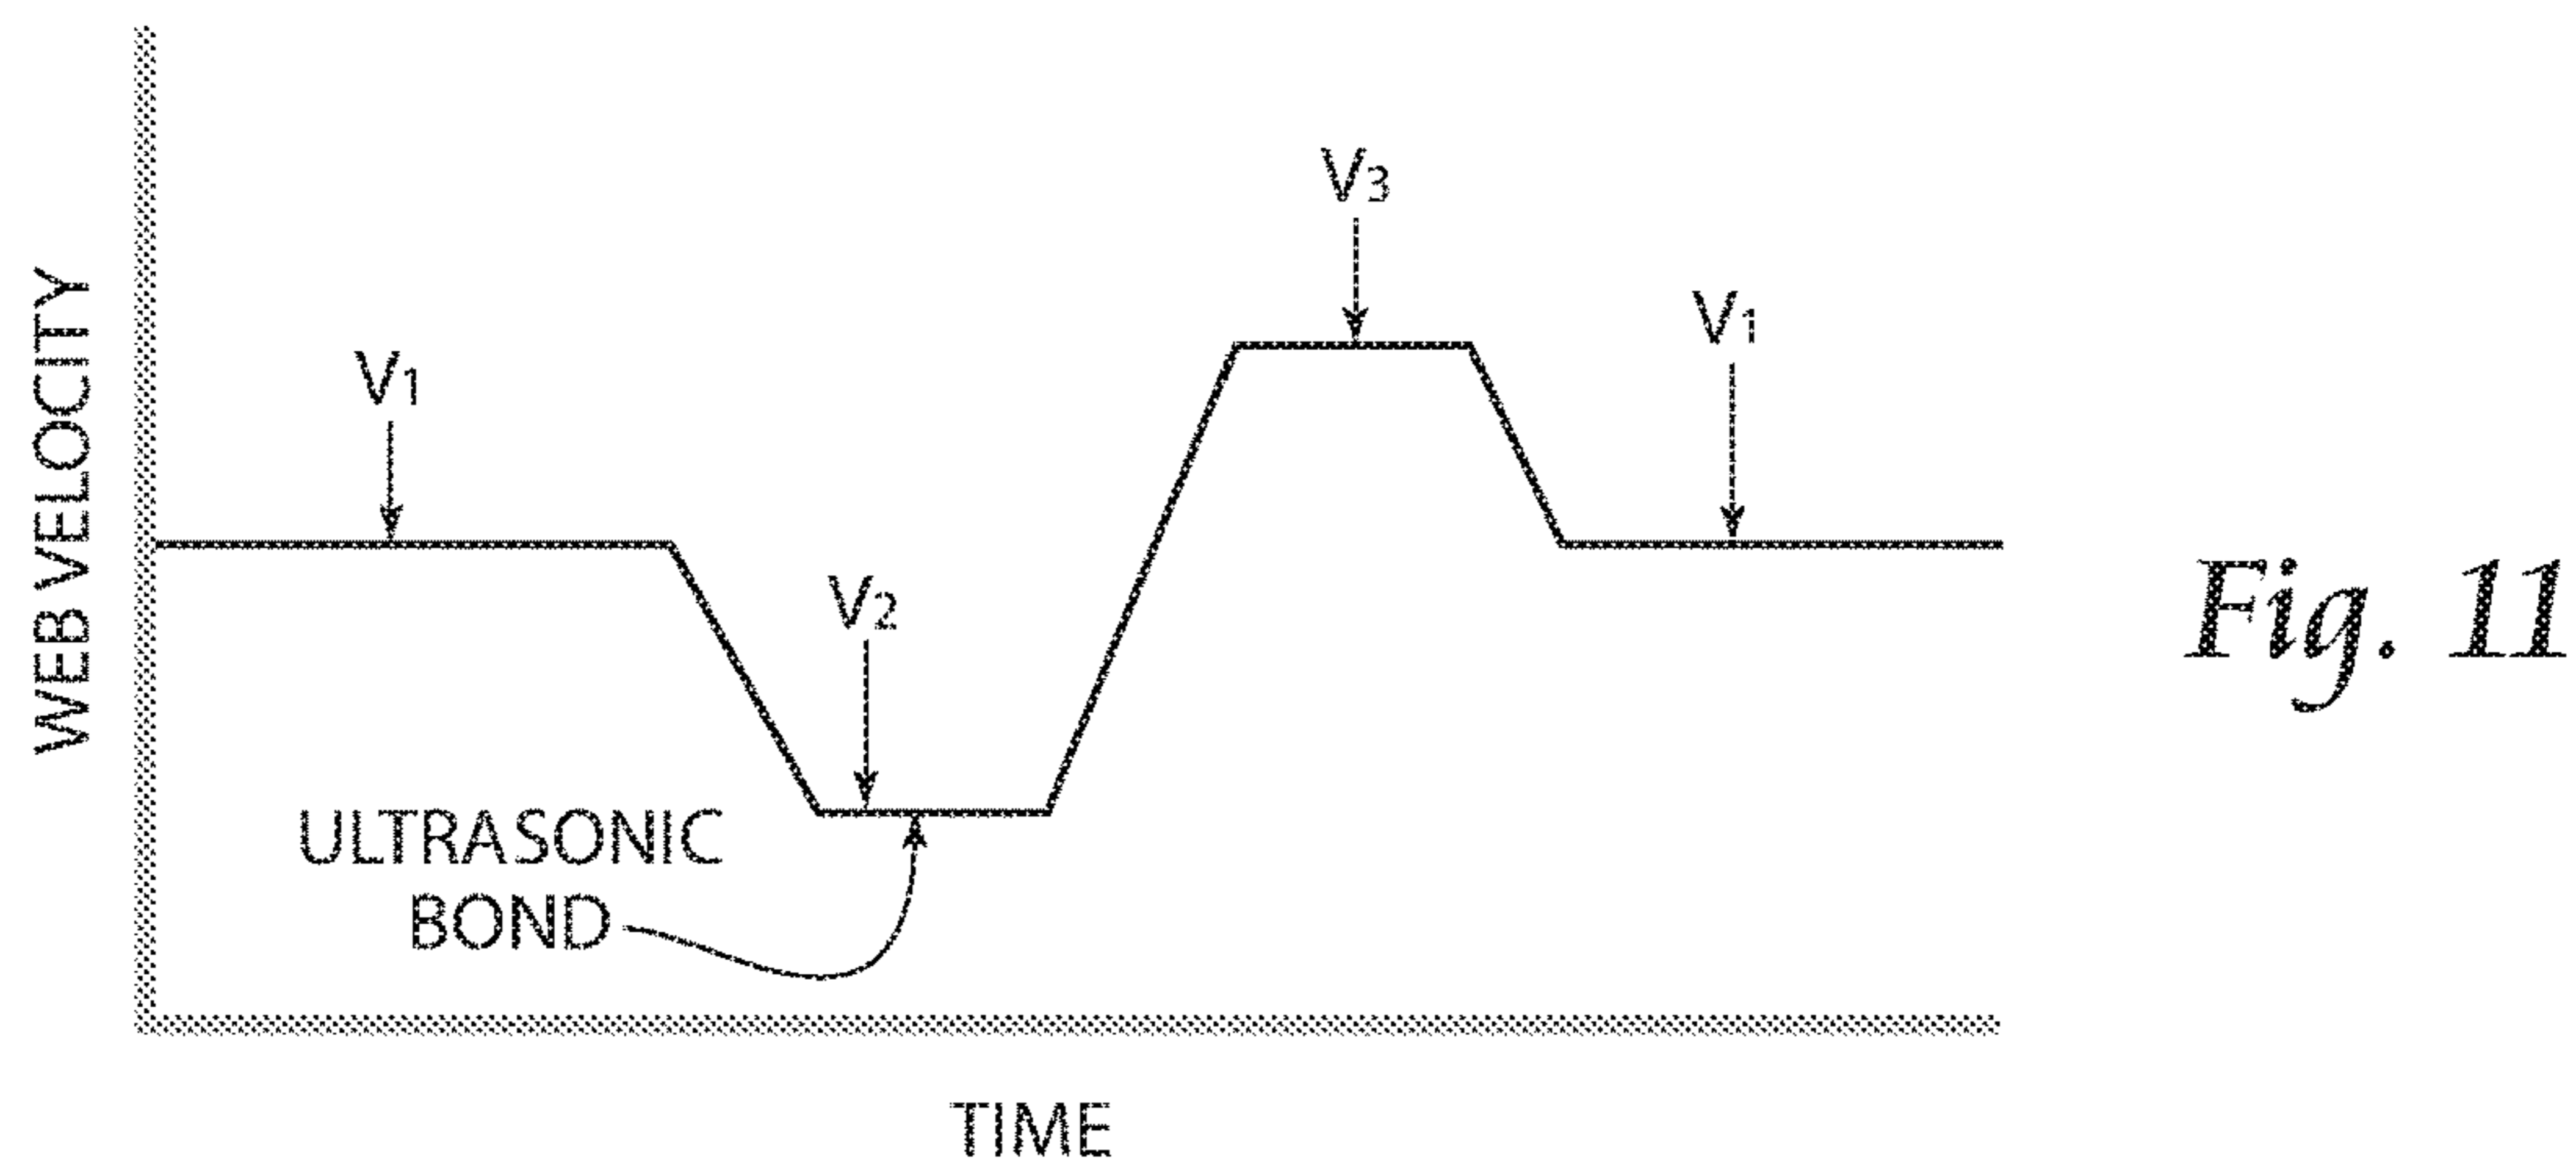 WEB VELOCITY
V1
V2
V3
V1
ULTRASONIC
BOND
TIME
Fig. 11